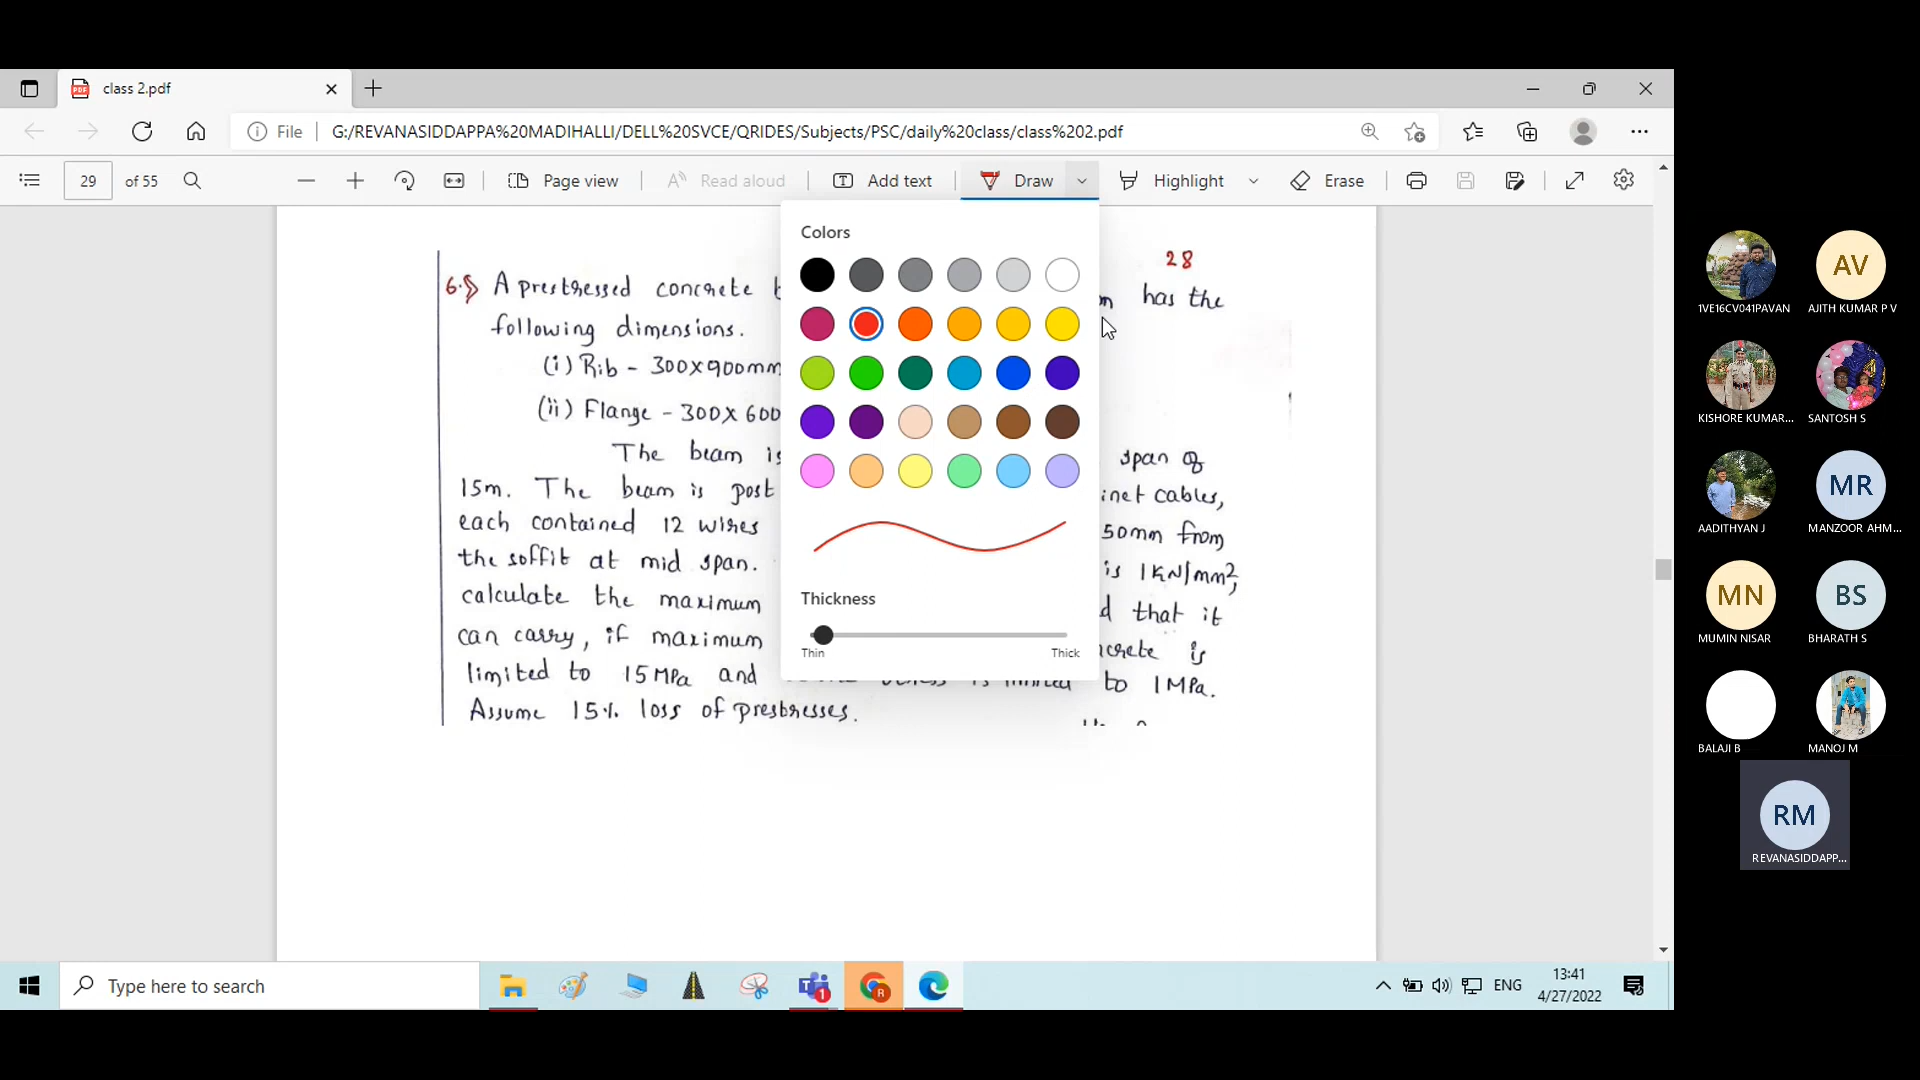 class 2.pdf
File G:/REVANASIDDAPPA%20MADIHALLI/DELL%20SVCE/QRIDES/Subjects/PSC/daily%20class/class%202.pdf
29 of 55 Page view Read aloud Add text Draw Highlight Erase
Colors
Thickness
Thin Thick
28
6.> A prestressed concrete has the
following dimensions.
(i) Rib - 300X900mm
(ii) Flange - 300X 600
The beam is span of
15m. The beam is post cables,
each contained 12 wires 50mm from
the soffit at mid span. is 1KN/mm²,
calculate the maximum that it
can carry, if maximum is
limited to 15MPa and is limited to 1MPa.
Assume 15% loss of prestresses.
1VE16CV041PAVAN
AJITH KUMAR P V
AV
KISHORE KUMAR...
SANTOSH S
AADITHYAN J
MR
MANZOOR AHM...
MN
MUMIN NISAR
BS
BHARATH S
BALAJI B
MANOJ M
RM
REVANASIDDAPP...
Type here to search
1
R
ENG
13:41
4/27/2022